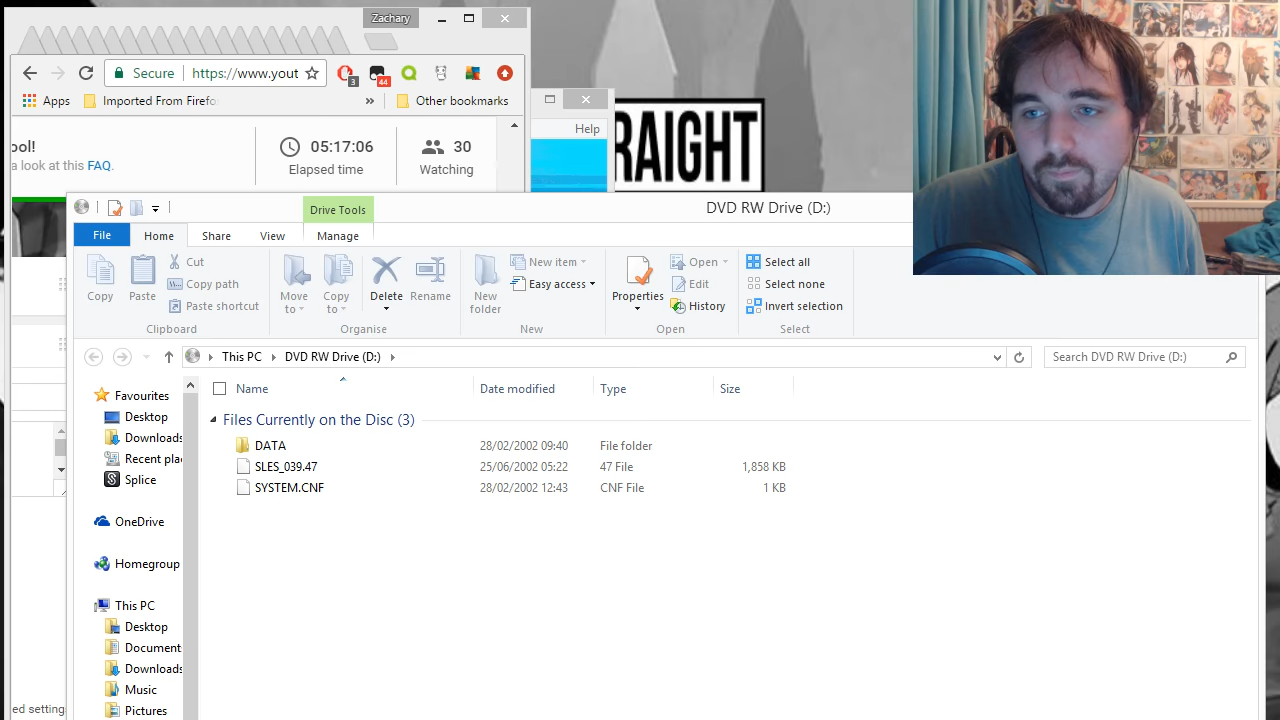 Zachary
Secure
https://www.yout
3
44
Apps
Imported From Firefo
»
Other bookmarks
Help
RAIGHT
ool!
a look at this FAQ.
05:17:06
Elapsed time
30
Watching
Drive Tools
DVD RW Drive (D:)
File
Home
Share
View
Manage
Copy
Paste
Cut
Copy path
Paste shortcut
Clipboard
Move to
Copy to
Delete
Rename
Organise
New folder
New item
Easy access
New
Properties
Open
Edit
History
Open
Select all
Select none
Invert selection
Select
This PC
DVD RW Drive (D:)
Search DVD RW Drive (D:)
Name
Date modified
Type
Size
Files Currently on the Disc (3)
DATA 28/02/2002 09:40 File folder
SLES_039.47 25/06/2002 05:22 47 File 1,858 KB
SYSTEM.CNF 28/02/2002 12:43 CNF File 1 KB
Favourites
Desktop
Downloads
Recent plac
Splice
OneDrive
Homegroup
This PC
Desktop
Document
Downloads
Music
Pictures
ed setting